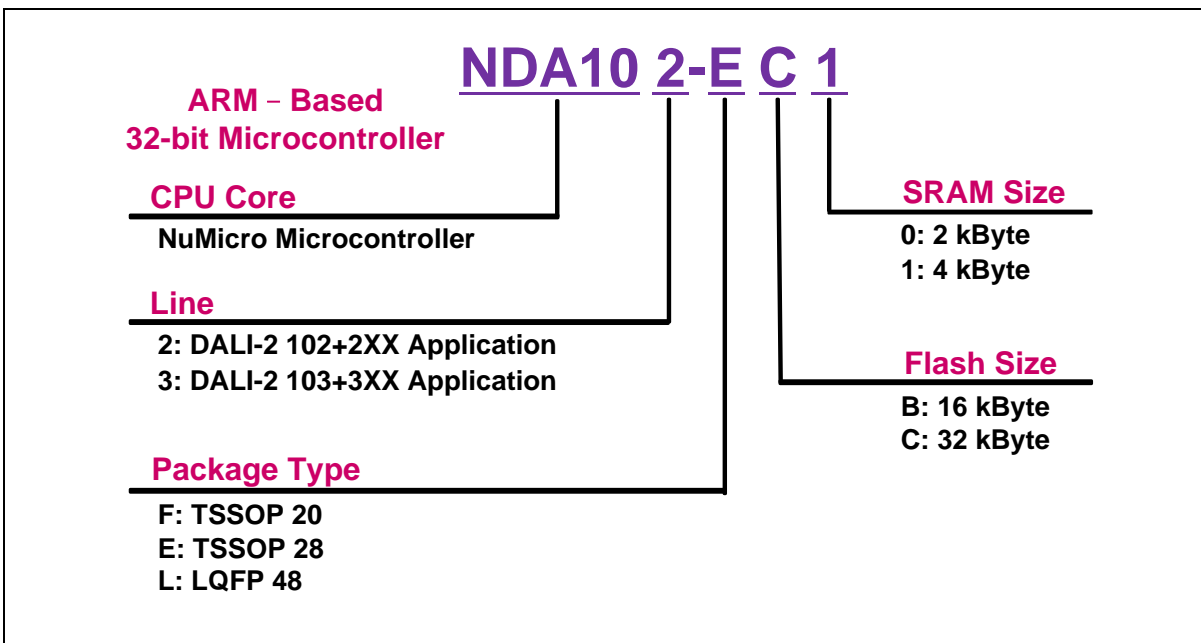 NDA10 2-E C 1
ARM – Based
32-bit Microcontroller
CPU Core
NuMicro Microcontroller
Line
2: DALI-2 102+2XX Application
3: DALI-2 103+3XX Application
Package Type
F: TSSOP 20
E: TSSOP 28
L: LQFP 48
SRAM Size
0: 2 kByte
1: 4 kByte
Flash Size
B: 16 kByte
C: 32 kByte